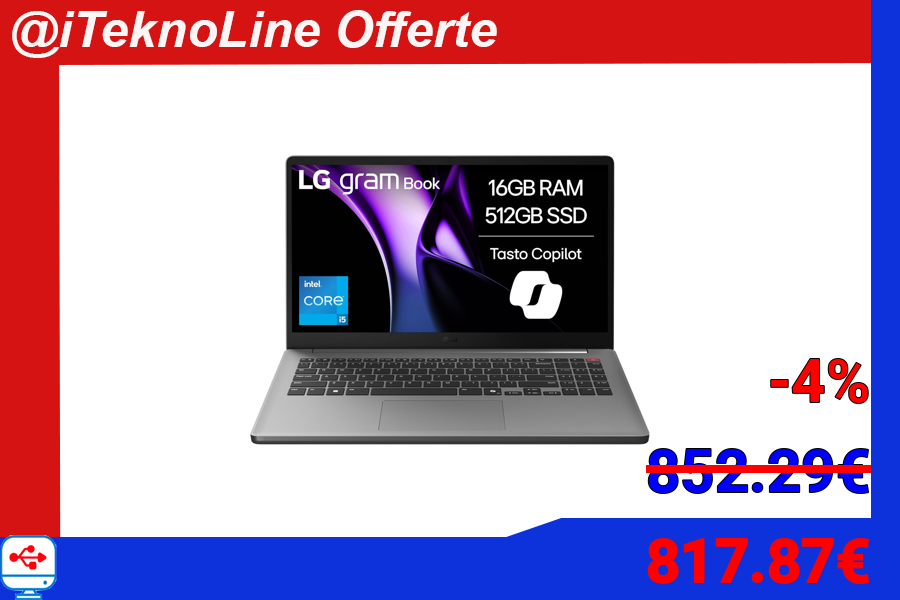 @iTeknoLine Offerte
LG gram Book
16GB RAM
512GB SSD
Tasto Copilot
intel
CORE
i5
-4%
852.29€
817.87€